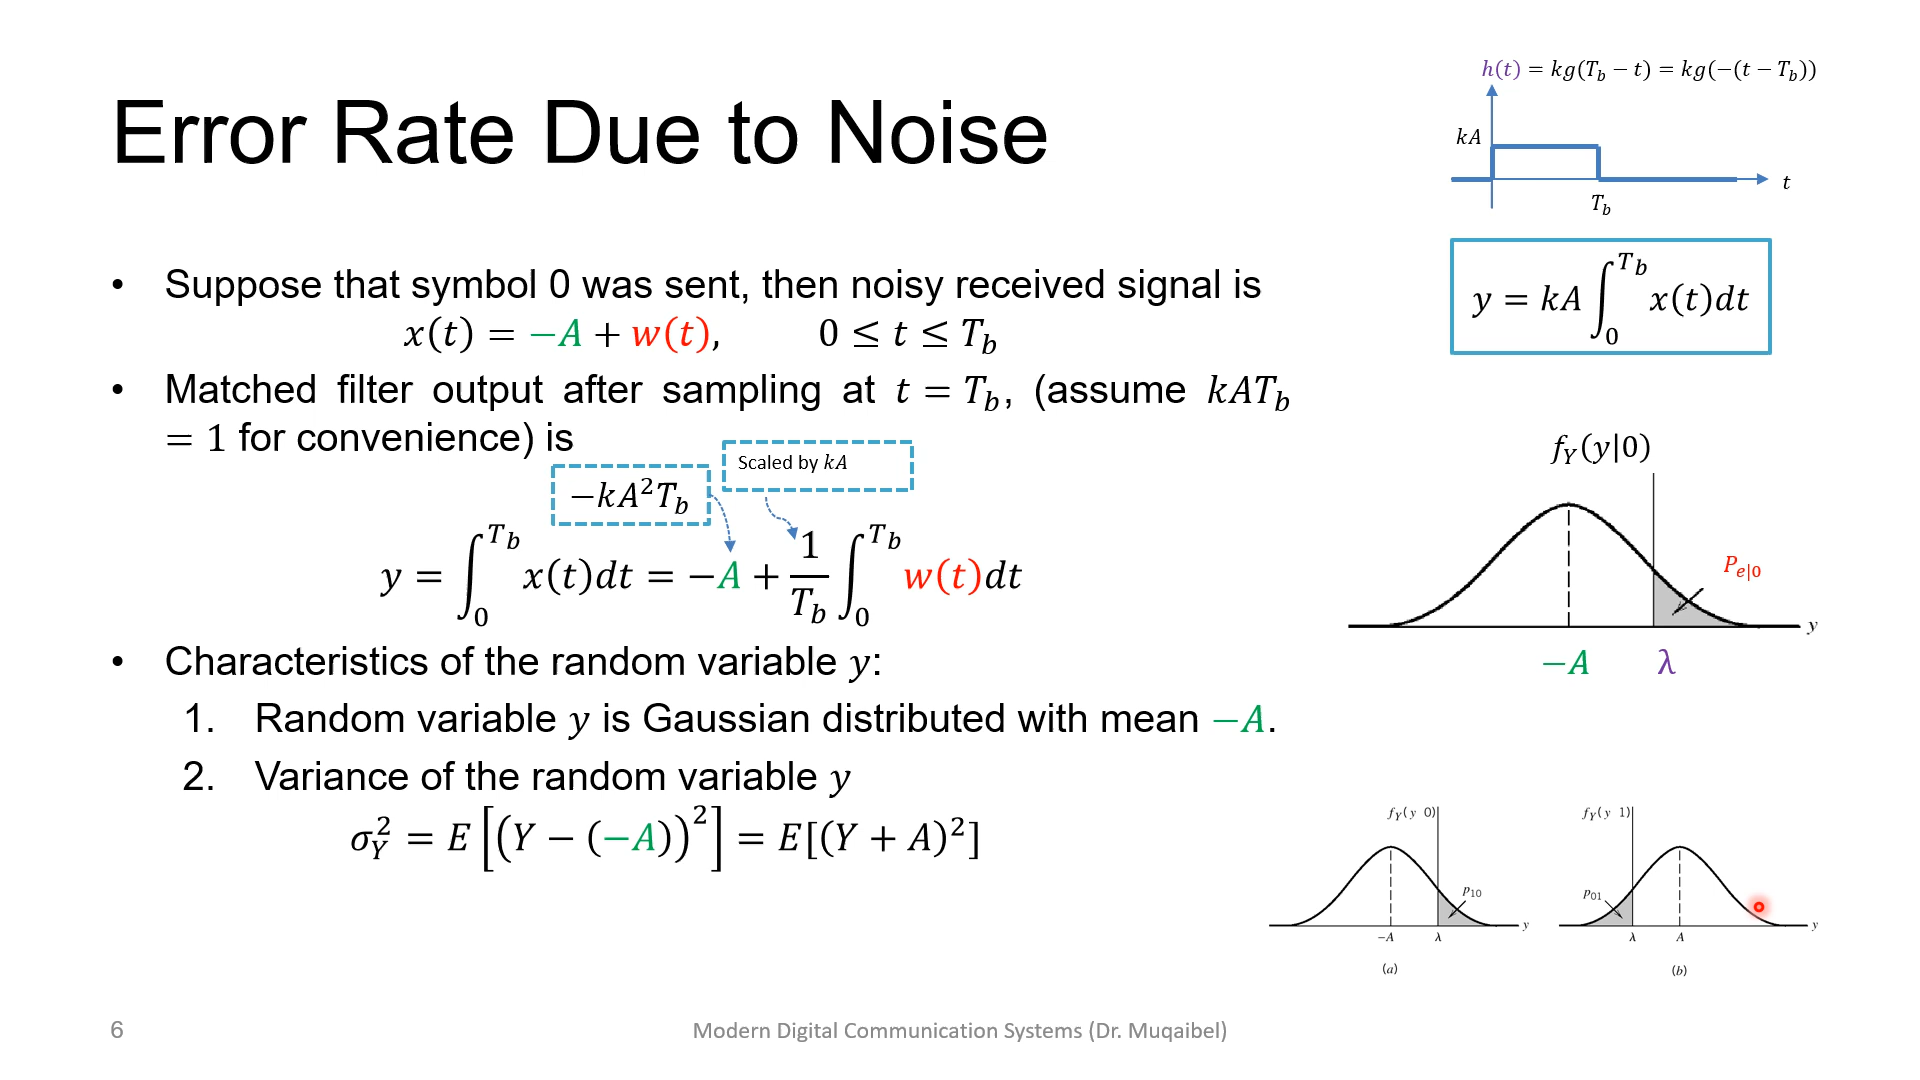 h(t) = kg(T_b − t) = kg(−(t − T_b))
Error Rate Due to Noise
kA
t
T_b
y = kA ∫_0^{T_b} x(t)dt
• Suppose that symbol 0 was sent, then noisy received signal is
x(t) = −A + w(t), 0 ≤ t ≤ T_b
• Matched filter output after sampling at t = T_b, (assume kAT_b
= 1 for convenience) is
Scaled by kA
−kA²T_b
y = ∫_0^{T_b} x(t)dt = −A + 1/T_b ∫_0^{T_b} w(t)dt
f_Y(y|0)
P_{e|0}
y
−A λ
• Characteristics of the random variable y:
1. Random variable y is Gaussian distributed with mean −A.
2. Variance of the random variable y
σ_Y² = E[(Y − (−A))²] = E[(Y + A)²]
f_Y(y 0)
p_10
y
−A λ
(a)
f_Y(y 1)
p_01
y
λ A
(b)
6
Modern Digital Communication Systems (Dr. Muqaibel)